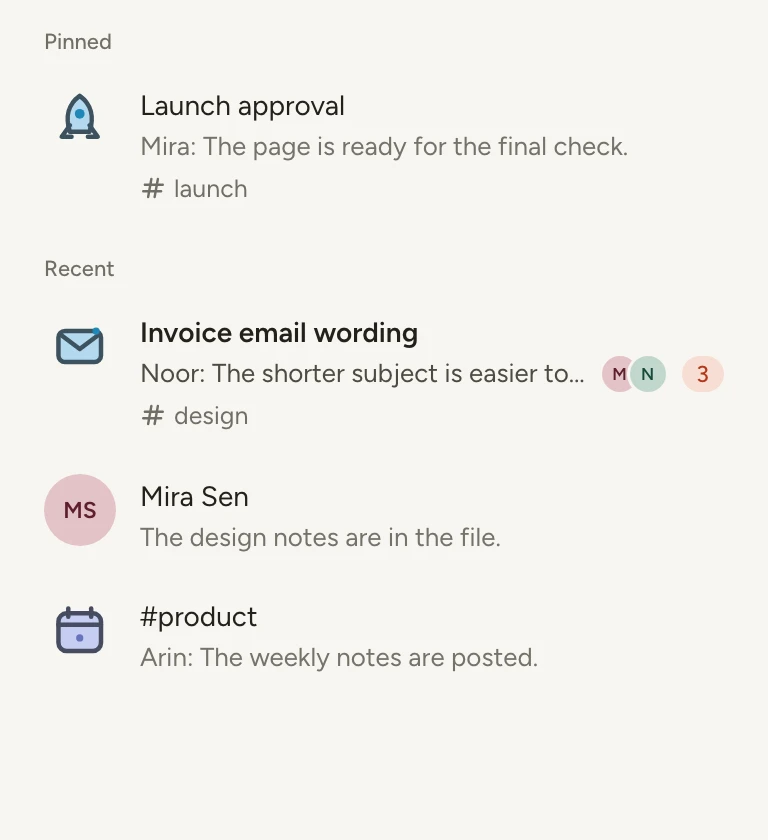 Pinned
Launch approval
Mira: The page is ready for the final check.
# launch
Recent
Invoice email wording
Noor: The shorter subject is easier to... M N 3
# design
MS Mira Sen
The design notes are in the file.
#product
Arin: The weekly notes are posted.